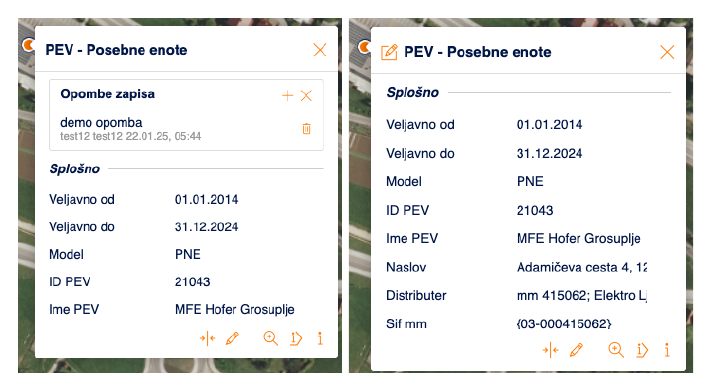 PEV - Posebne enote
Opombe zapisa
demo opomba
test12 test12 22.01.25, 05:44
Splošno
Veljavno od 01.01.2014
Veljavno do 31.12.2024
Model PNE
ID PEV 21043
Ime PEV MFE Hofer Grosuplje
PEV - Posebne enote
Splošno
Veljavno od 01.01.2014
Veljavno do 31.12.2024
Model PNE
ID PEV 21043
Ime PEV MFE Hofer Grosuplje
Naslov Adamičeva cesta 4, 12
Distributer mm 415062; Elektro Lj
Sif mm {03-000415062}